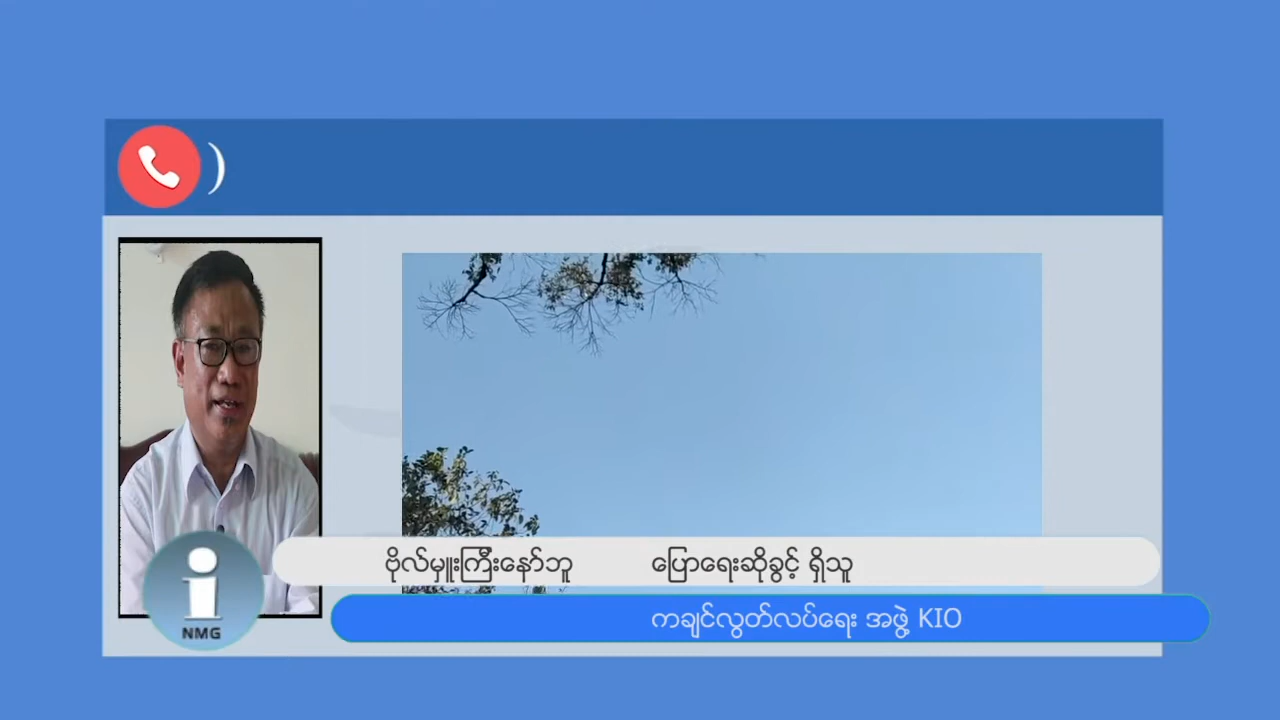 ဗိုလ်မှူးကြီးနော်ဘူ ပြောရေးဆိုခွင့် ရှိသူ
ကချင်လွတ်လပ်ရေး အဖွဲ့ KIO
NMG